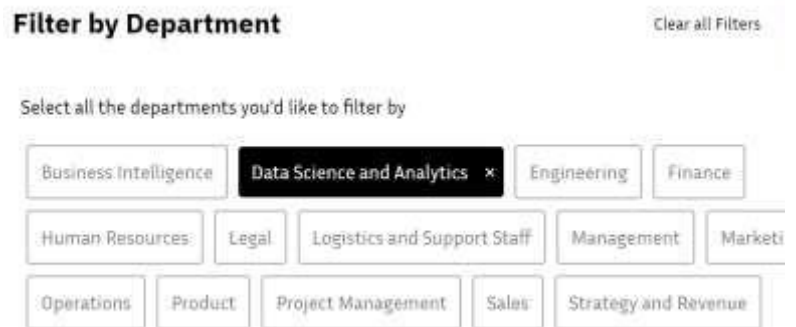 Filter by Department Clear all Filters
Select all the departments you'd like to filter by
Business Intelligence Data Science and Analytics × Engineering Finance
Human Resources Legal Logistics and Support Staff Management Marketi
Operations Product Project Management Sales Strategy and Revenue